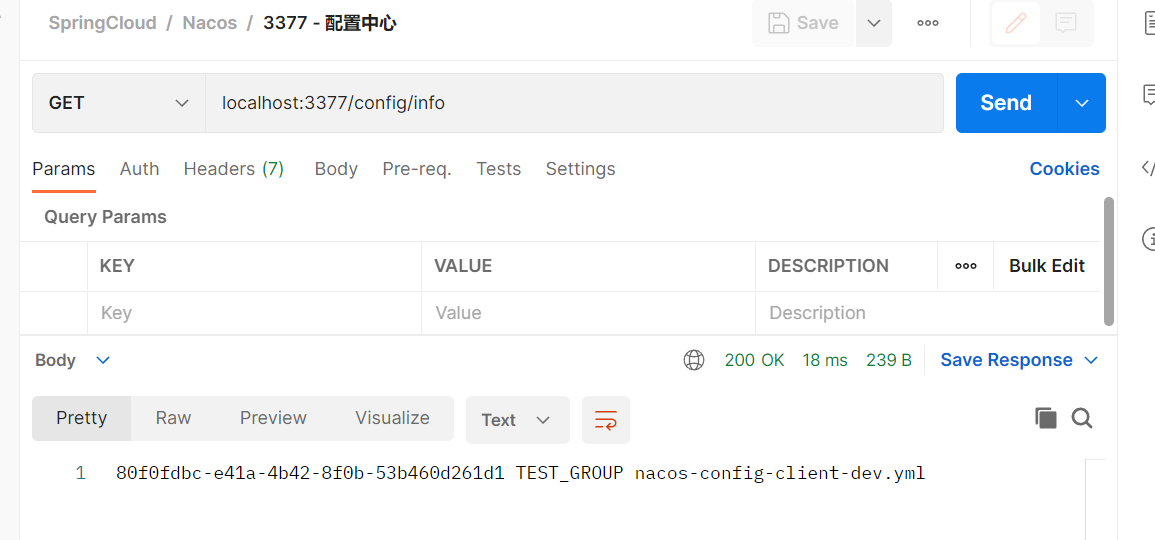 SpringCloud / Nacos / 3377 - 配置中心 Save
GET localhost:3377/config/info Send
Params Auth Headers (7) Body Pre-req. Tests Settings Cookies
Query Params
KEY VALUE DESCRIPTION Bulk Edit
Key Value Description
Body 200 OK 18 ms 239 B Save Response
Pretty Raw Preview Visualize Text
1 80f0fdbc-e41a-4b42-8f0b-53b460d261d1 TEST_GROUP nacos-config-client-dev.yml